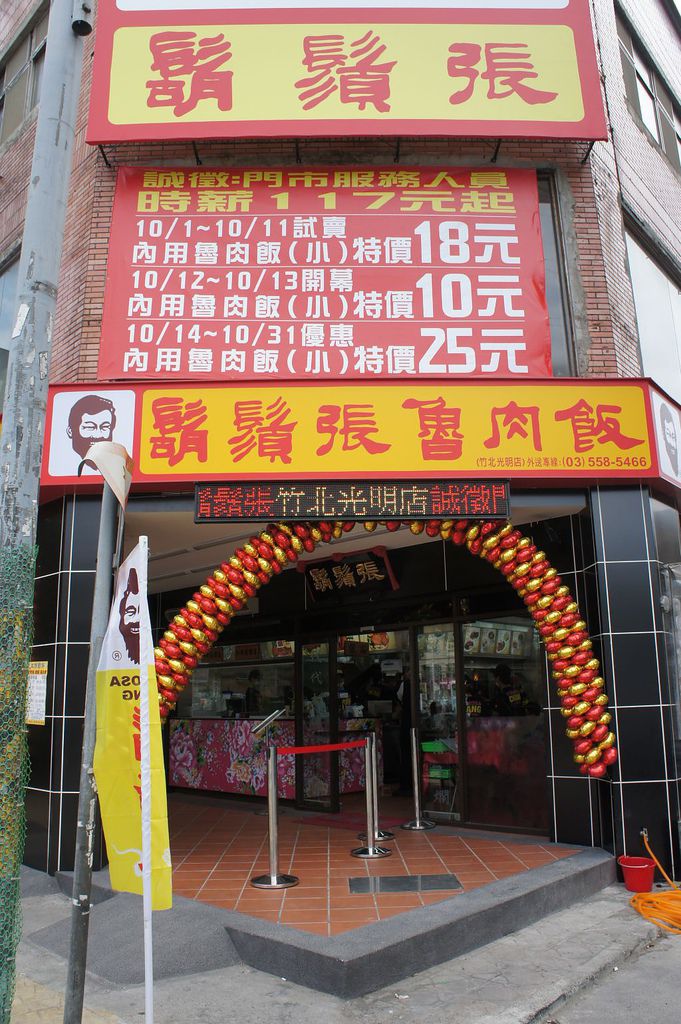 鬍鬚張
誠徵:門市服務人員
時薪117元起
10/1~10/11試賣
內用魯肉飯(小)特價18元
10/12~10/13開幕
內用魯肉飯(小)特價10元
10/14~10/31優惠
內用魯肉飯(小)特價25元
鬍鬚張魯肉飯
(竹北光明店)外送專線:(03) 558-5466
鬍鬚張竹北光明店誠徵門
鬍鬚張
代
OSA
NG
ANG